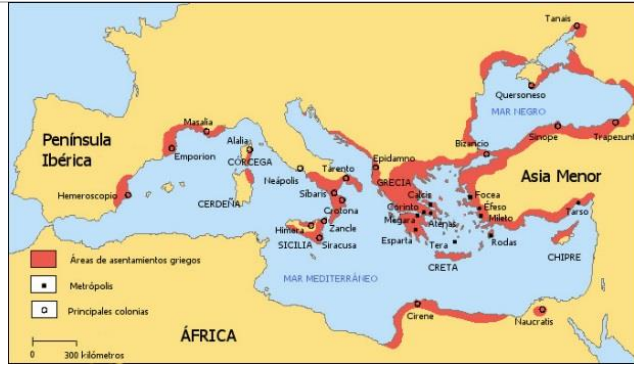 Tanais
Quersoneso
MAR NEGRO
Masalia
Alalia
Península
Ibérica
Emporion
CÓRCEGA
Bizancio
Sinope
Trapezunt
Epidamno
Tarento
Neápolis
Asia Menor
GRECIA
Síbaris
Calcis
Focea
Hemeroscopio
CERDEÑA
Corinto
Éfeso
Crotona
Megara
Atenas
Mileto
Tarso
Himera
Zancle
Esparta
Tera
Rodas
SICILIA
Siracusa
CHIPRE
CRETA
Áreas de asentamientos griegos
MAR MEDITERRÁNEO
Metrópolis
Principales colonias
Cirene
Naucratis
ÁFRICA
0 300 kilómetros